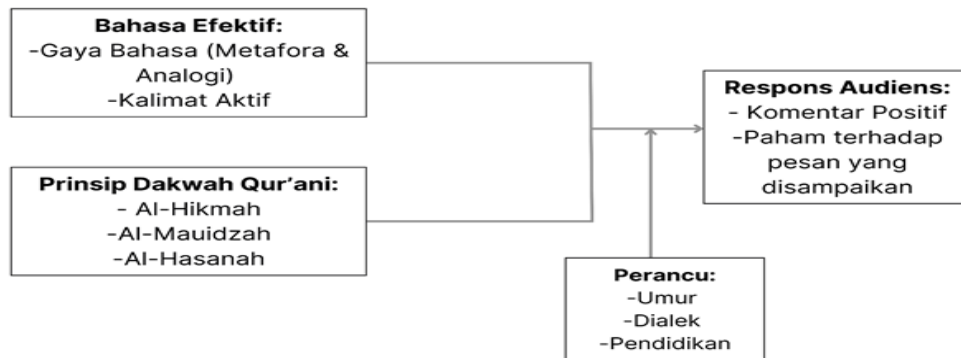 Bahasa Efektif:
-Gaya Bahasa (Metafora &
Analogi)
-Kalimat Aktif
Prinsip Dakwah Qur'ani:
- Al-Hikmah
-Al-Mauidzah
-Al-Hasanah
Respons Audiens:
- Komentar Positif
-Paham terhadap
pesan yang
disampaikan
Perancu:
-Umur
-Dialek
-Pendidikan